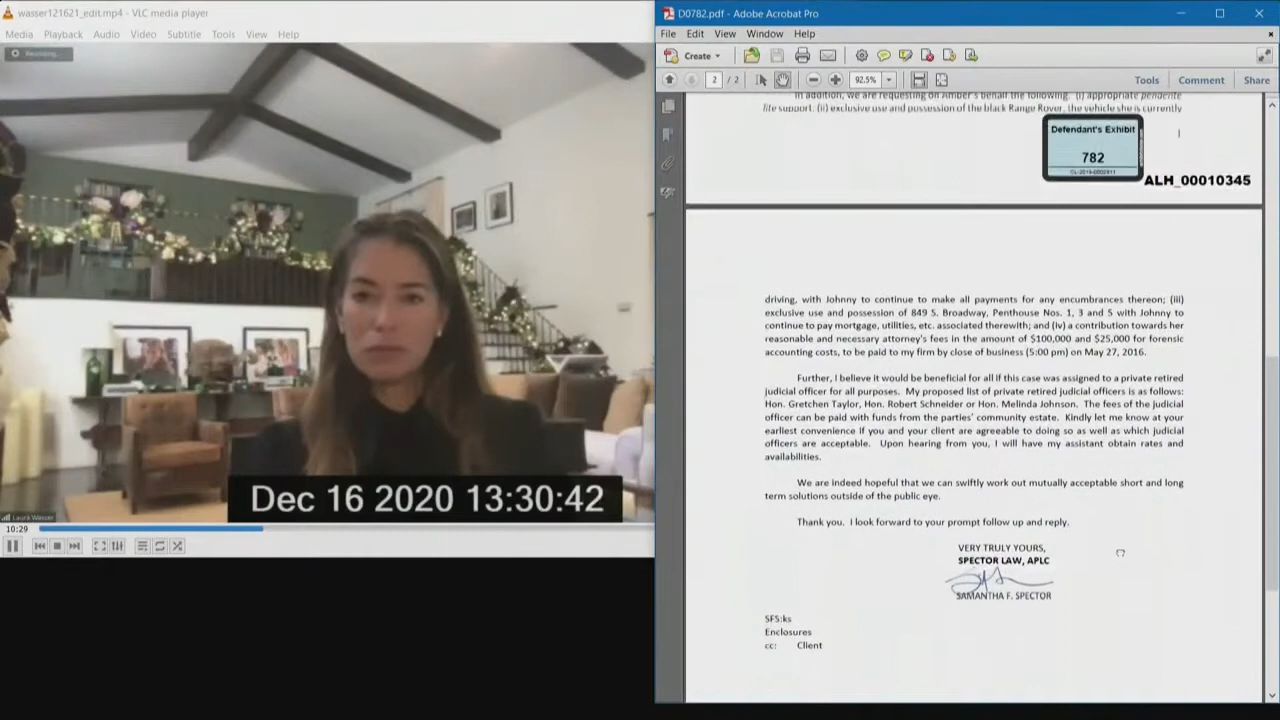 wasser121621_edit.mp4 - VLC media player
Media Playback Audio Video Subtitle Tools View Help
Recording...
Laura Wasser
Dec 16 2020 13:30:42
10:29
D0782.pdf - Adobe Acrobat Pro
File Edit View Window Help
Create
2 / 2
92.5%
Tools Comment Share
In addition, we are requesting on Amber's behalf the following: (i) appropriate pendente
lite support, (ii) exclusive use and possession of the black Range Rover, the vehicle she is currently
Defendant's Exhibit
782
ALH_00010345
driving, with Johnny to continue to make all payments for any encumbrances thereon; (iii)
exclusive use and possession of 849 S. Broadway, Penthouse Nos. 1, 3 and 5 with Johnny to
continue to pay mortgage, utilities, etc. associated therewith; and (iv) a contribution towards her
reasonable and necessary attorney's fees in the amount of $100,000 and $25,000 for forensic
accounting costs, to be paid to my firm by close of business (5:00 pm) on May 27, 2016.
Further, I believe it would be beneficial for all if this case was assigned to a private retired
judicial officer for all purposes. My proposed list of private retired judicial officers is as follows:
Hon. Gretchen Taylor, Hon. Robert Schneider or Hon. Melinda Johnson. The fees of the judicial
officer can be paid with funds from the parties' community estate. Kindly let me know at your
earliest convenience if you and your client are agreeable to doing so as well as which judicial
officers are acceptable. Upon hearing from you, I will have my assistant obtain rates and
availabilities.
We are indeed hopeful that we can swiftly work out mutually acceptable short and long
term solutions outside of the public eye.
Thank you. I look forward to your prompt follow up and reply.
VERY TRULY YOURS,
SPECTOR LAW, APLC
SAMANTHA F. SPECTOR
SFS:ks
Enclosures
cc: Client